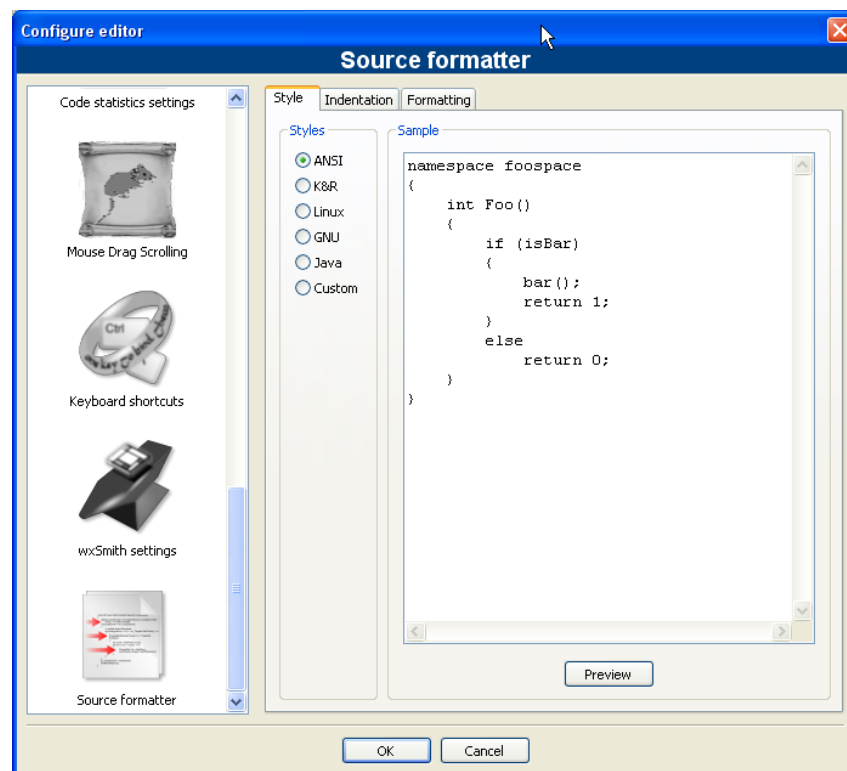 Configure editor
Source formatter
Code statistics settings
Mouse Drag Scrolling
Ctrl
Keyboard shortcuts
wxSmith settings
Source formatter
Style Indentation Formatting
Styles
ANSI
K&R
Linux
GNU
Java
Custom
Sample
namespace foospace
{
    int Foo()
    {
        if (isBar)
        {
            bar();
            return 1;
        }
        else
            return 0;
    }
}
Preview
OK Cancel